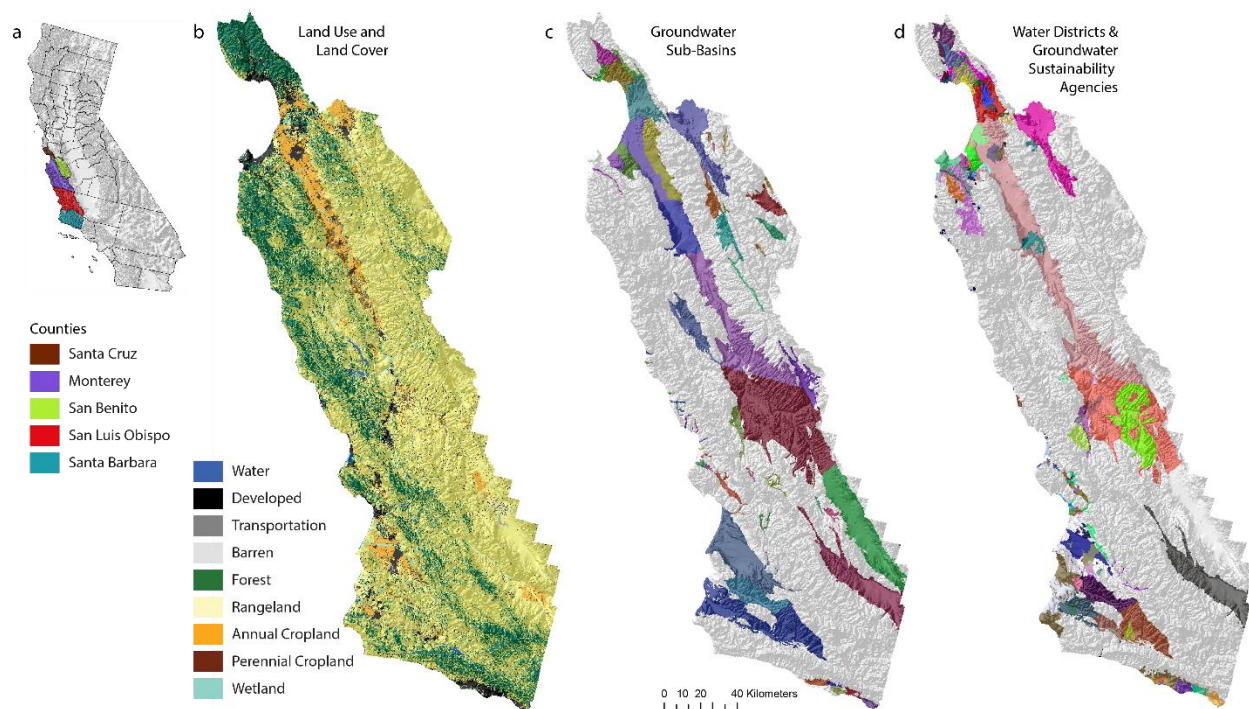 a
b
Land Use and
Land Cover
c
Groundwater
Sub-Basins
d
Water Districts &
Groundwater
Sustainability
Agencies
Counties
Santa Cruz
Monterey
San Benito
San Luis Obispo
Santa Barbara
Water
Developed
Transportation
Barren
Forest
Rangeland
Annual Cropland
Perennial Cropland
Wetland
0 10 20 40 Kilometers